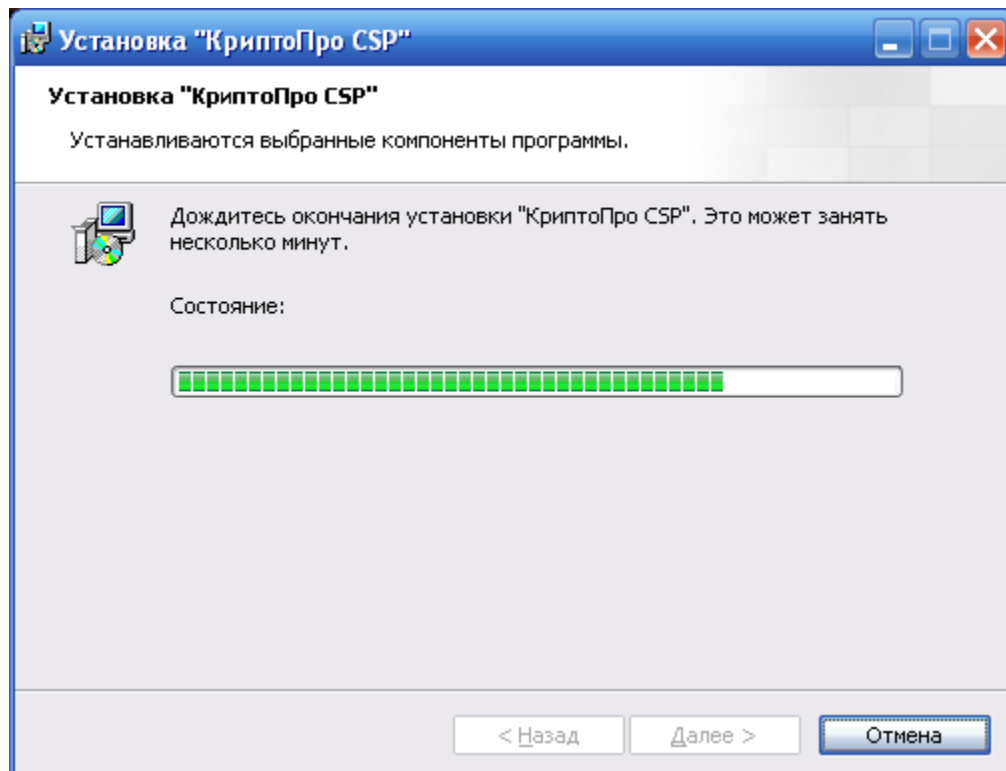 Установка "КриптоПро CSP"
Установка "КриптоПро CSP"
Устанавливаются выбранные компоненты программы.
Дождитесь окончания установки "КриптоПро CSP". Это может занять
несколько минут.
Состояние:
< Назад Далее > Отмена